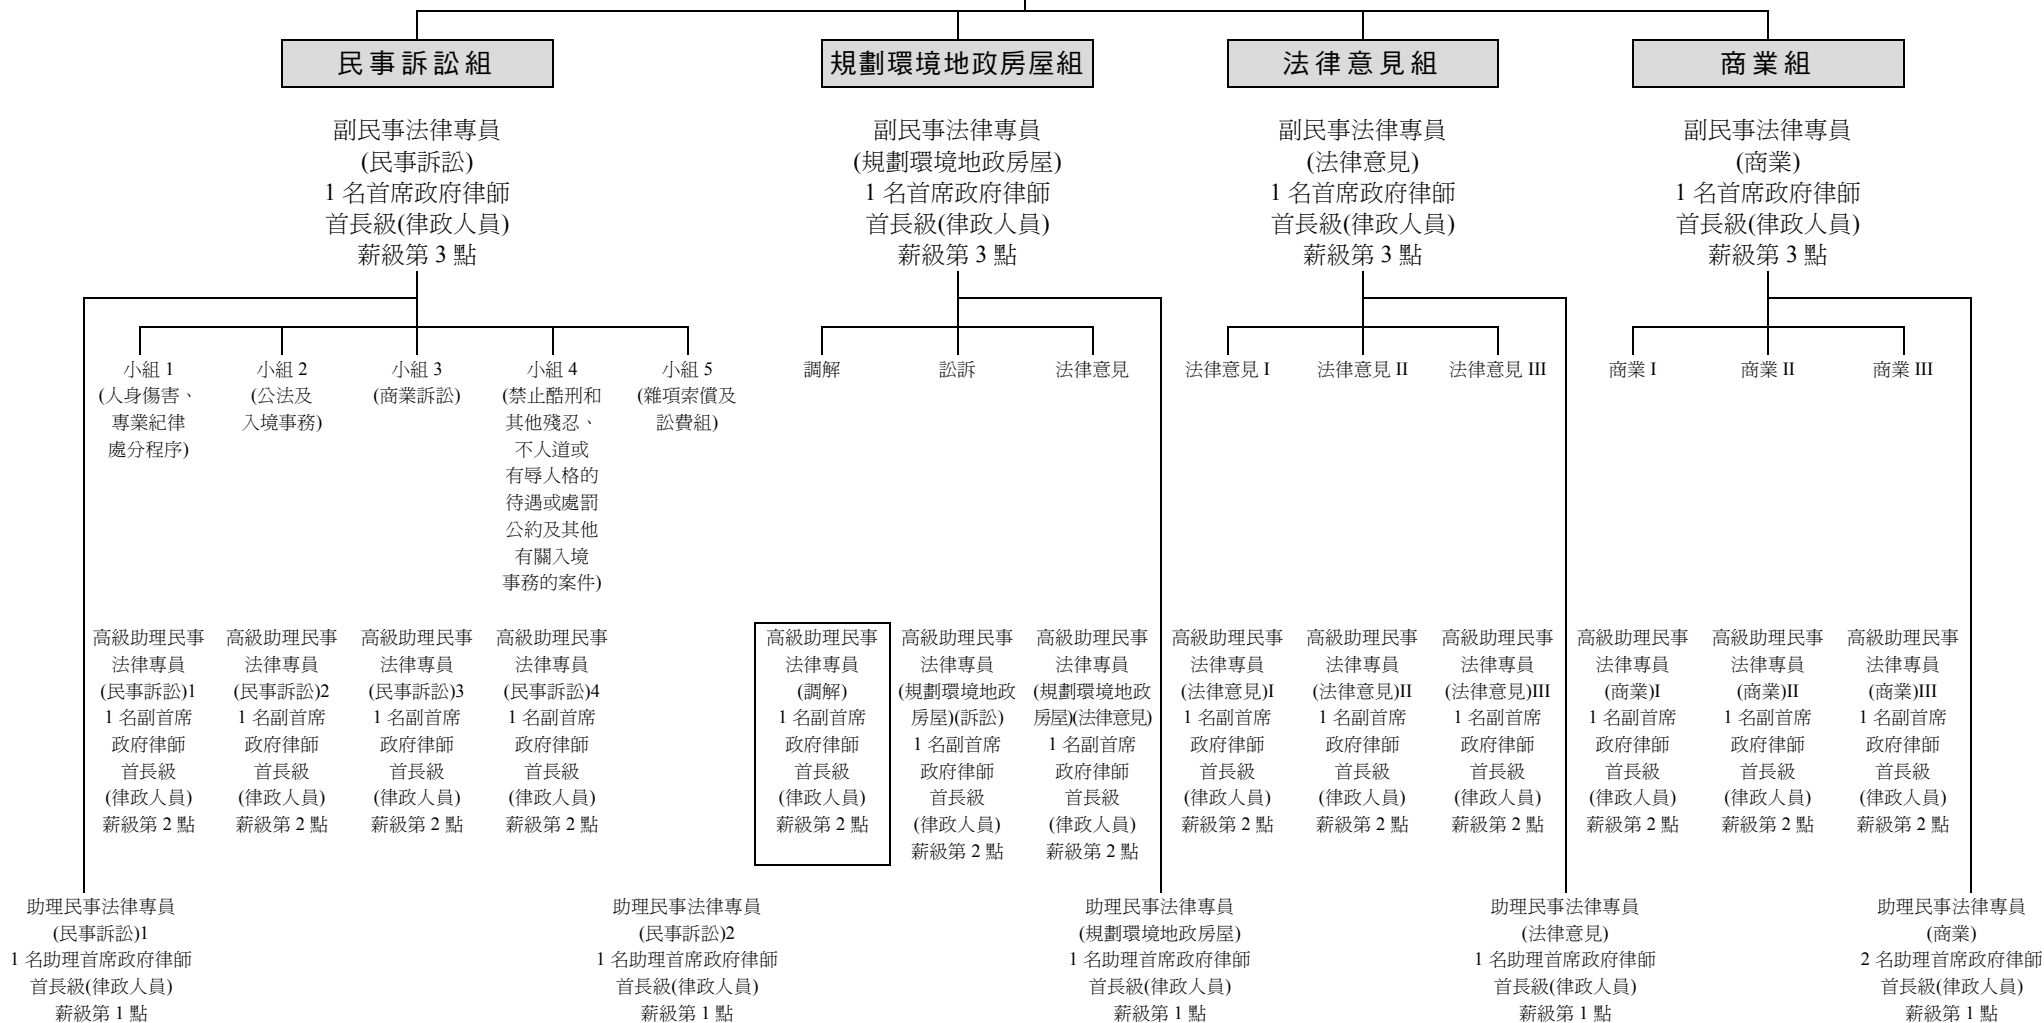 民事訴訟組
副民事法律專員
(民事訴訟)
1 名首席政府律師
首長級(律政人員)
薪級第 3 點
規劃環境地政房屋組
副民事法律專員
(規劃環境地政房屋)
1 名首席政府律師
首長級(律政人員)
薪級第 3 點
法律意見組
副民事法律專員
(法律意見)
1 名首席政府律師
首長級(律政人員)
薪級第 3 點
商業組
副民事法律專員
(商業)
1 名首席政府律師
首長級(律政人員)
薪級第 3 點
小組 1
(人身傷害、
專業紀律
處分程序)
小組 2
(公法及
入境事務)
小組 3
(商業訴訟)
小組 4
(禁止酷刑和
其他殘忍、
不人道或
有辱人格的
待遇或處罰
公約及其他
有關入境
事務的案件)
小組 5
(雜項索償及
訟費組)
調解
訟訴
法律意見
法律意見 I
法律意見 II
法律意見 III
商業 I
商業 II
商業 III
高級助理民事
法律專員
(民事訴訟)1
1 名副首席
政府律師
首長級
(律政人員)
薪級第 2 點
高級助理民事
法律專員
(民事訴訟)2
1 名副首席
政府律師
首長級
(律政人員)
薪級第 2 點
高級助理民事
法律專員
(民事訴訟)3
1 名副首席
政府律師
首長級
(律政人員)
薪級第 2 點
高級助理民事
法律專員
(民事訴訟)4
1 名副首席
政府律師
首長級
(律政人員)
薪級第 2 點
高級助理民事
法律專員
(調解)
1 名副首席
政府律師
首長級
(律政人員)
薪級第 2 點
高級助理民事
法律專員
(規劃環境地政
房屋)(訴訟)
1 名副首席
政府律師
首長級
(律政人員)
薪級第 2 點
高級助理民事
法律專員
(規劃環境地政
房屋)(法律意見)
1 名副首席
政府律師
首長級
(律政人員)
薪級第 2 點
高級助理民事
法律專員
(法律意見)I
1 名副首席
政府律師
首長級
(律政人員)
薪級第 2 點
高級助理民事
法律專員
(法律意見)II
1 名副首席
政府律師
首長級
(律政人員)
薪級第 2 點
高級助理民事
法律專員
(法律意見)III
1 名副首席
政府律師
首長級
(律政人員)
薪級第 2 點
高級助理民事
法律專員
(商業)I
1 名副首席
政府律師
首長級
(律政人員)
薪級第 2 點
高級助理民事
法律專員
(商業)II
1 名副首席
政府律師
首長級
(律政人員)
薪級第 2 點
高級助理民事
法律專員
(商業)III
1 名副首席
政府律師
首長級
(律政人員)
薪級第 2 點
助理民事法律專員
(民事訴訟)1
1 名助理首席政府律師
首長級(律政人員)
薪級第 1 點
助理民事法律專員
(民事訴訟)2
1 名助理首席政府律師
首長級(律政人員)
薪級第 1 點
助理民事法律專員
(規劃環境地政房屋)
1 名助理首席政府律師
首長級(律政人員)
薪級第 1 點
助理民事法律專員
(法律意見)
1 名助理首席政府律師
首長級(律政人員)
薪級第 1 點
助理民事法律專員
(商業)
2 名助理首席政府律師
首長級(律政人員)
薪級第 1 點